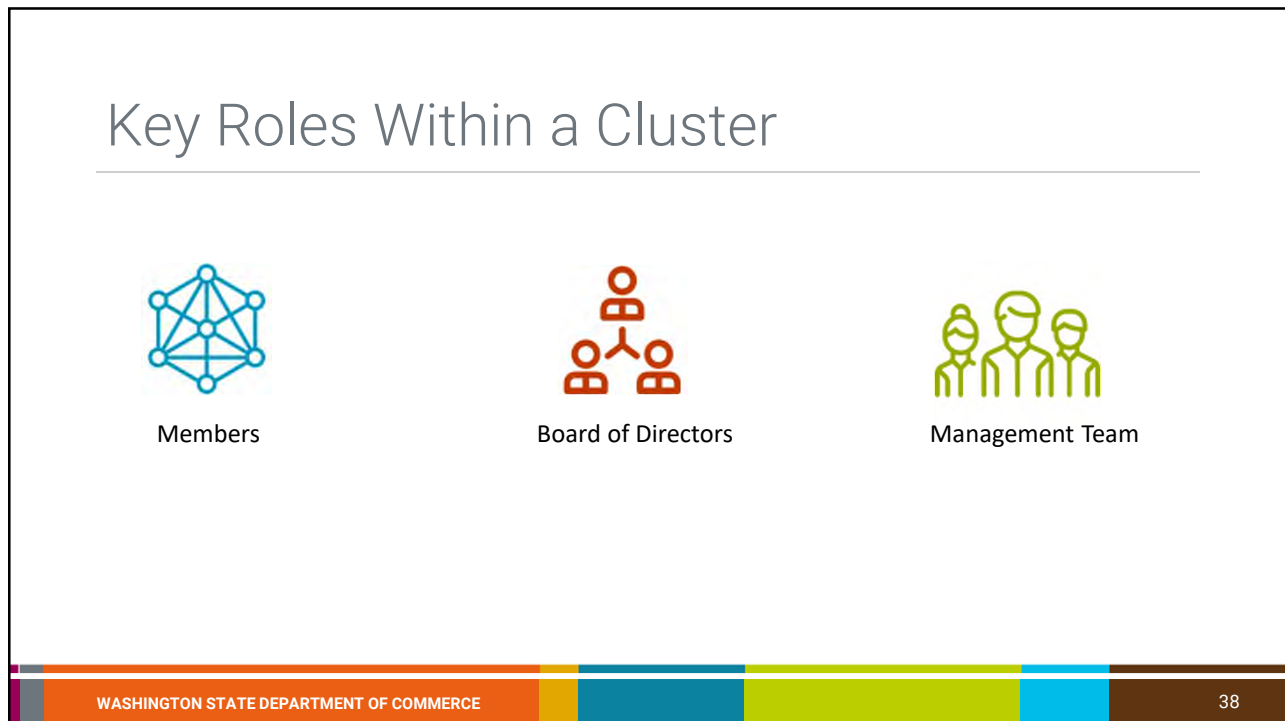 Key Roles Within a Cluster
Members
Board of Directors
Management Team
WASHINGTON STATE DEPARTMENT OF COMMERCE
38